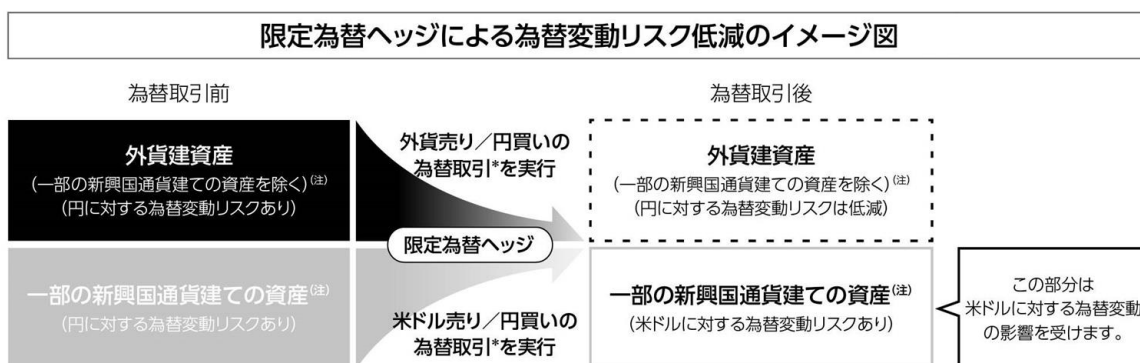 限定為替ヘッジによる為替変動リスク低減のイメージ図
為替取引前
為替取引後
外貨建資産
(一部の新興国通貨建ての資産を除く)(注)
(円に対する為替変動リスクあり)
外貨売り/円買いの
為替取引*を実行
外貨建資産
(一部の新興国通貨建ての資産を除く)(注)
(円に対する為替変動リスクは低減)
限定為替ヘッジ
一部の新興国通貨建ての資産(注)
(円に対する為替変動リスクあり)
米ドル売り/円買いの
為替取引*を実行
一部の新興国通貨建ての資産(注)
(米ドルに対する為替変動リスクあり)
この部分は
米ドルに対する為替変動
の影響を受けます。